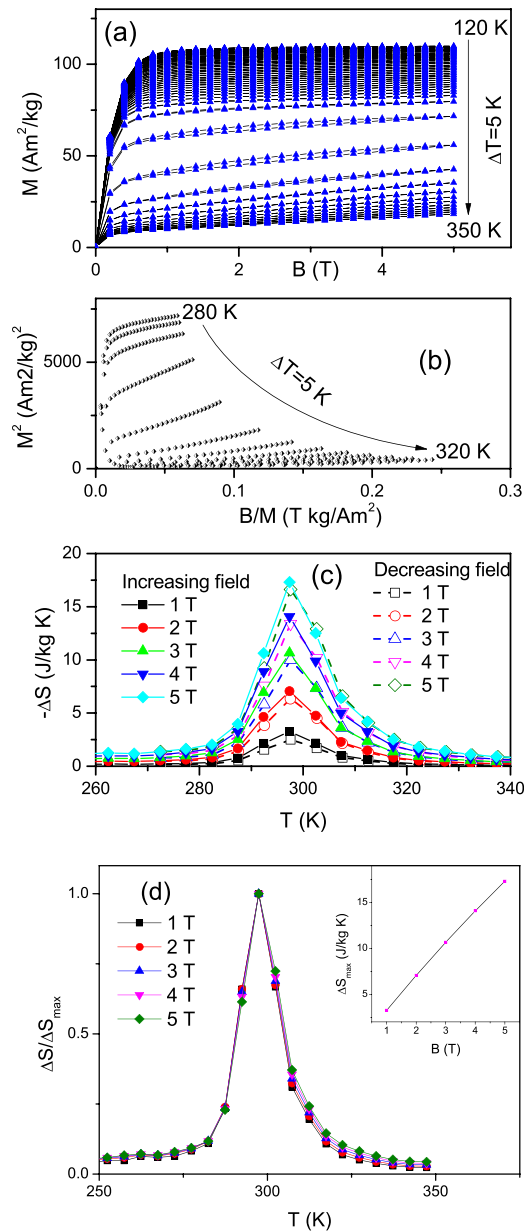 (a)
120 K
100
50
0
M (Am²/kg)
ΔT=5 K
350 K
0
2
4
B (T)
280 K
(b)
5000
0
M² (Am2/kg)²
ΔT=5 K
320 K
0.0
0.1
0.2
0.3
B/M (T kg/Am²)
20
15
10
5
0
-ΔS (J/kg K)
(c)
Increasing field
1 T
2 T
3 T
4 T
5 T
Decreasing field
1 T
2 T
3 T
4 T
5 T
260
280
300
320
340
T (K)
(d)
1.0
0.5
0.0
ΔS/ΔSmax
1 T
2 T
3 T
4 T
5 T
15
10
5
ΔSmax (J/kg K)
1
2
3
4
5
B (T)
250
300
350
T (K)